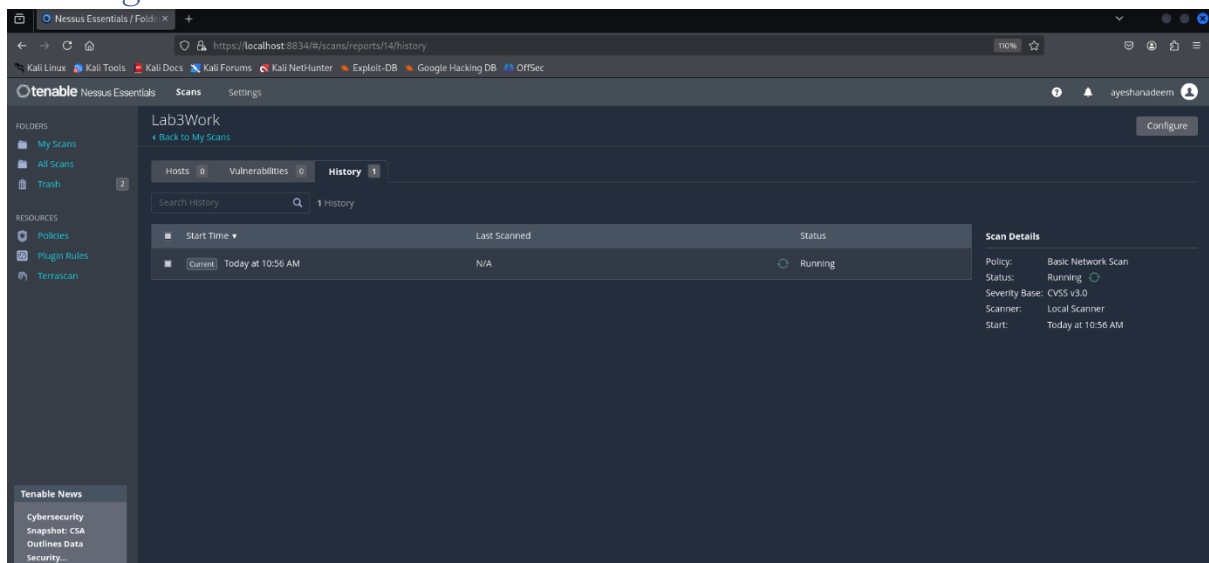 Nessus Essentials / Folde ×
+
https://localhost:8834/#/scans/reports/14/history
110%
Kali Linux Kali Tools Kali Docs Kali Forums Kali NetHunter Exploit-DB Google Hacking DB OffSec
tenable Nessus Essentials Scans Settings ayeshanadeem
FOLDERS
My Scans
All Scans
Trash 2
RESOURCES
Policies
Plugin Rules
Terrascan
Tenable News
Cybersecurity
Snapshot: CSA
Outlines Data
Security...
Lab3Work
Back to My Scans
Configure
Hosts 0 Vulnerabilities 0 History 1
Search History 1 History
Start Time Last Scanned Status
Current Today at 10:56 AM N/A Running
Scan Details
Policy: Basic Network Scan
Status: Running
Severity Base: CVSS v3.0
Scanner: Local Scanner
Start: Today at 10:56 AM